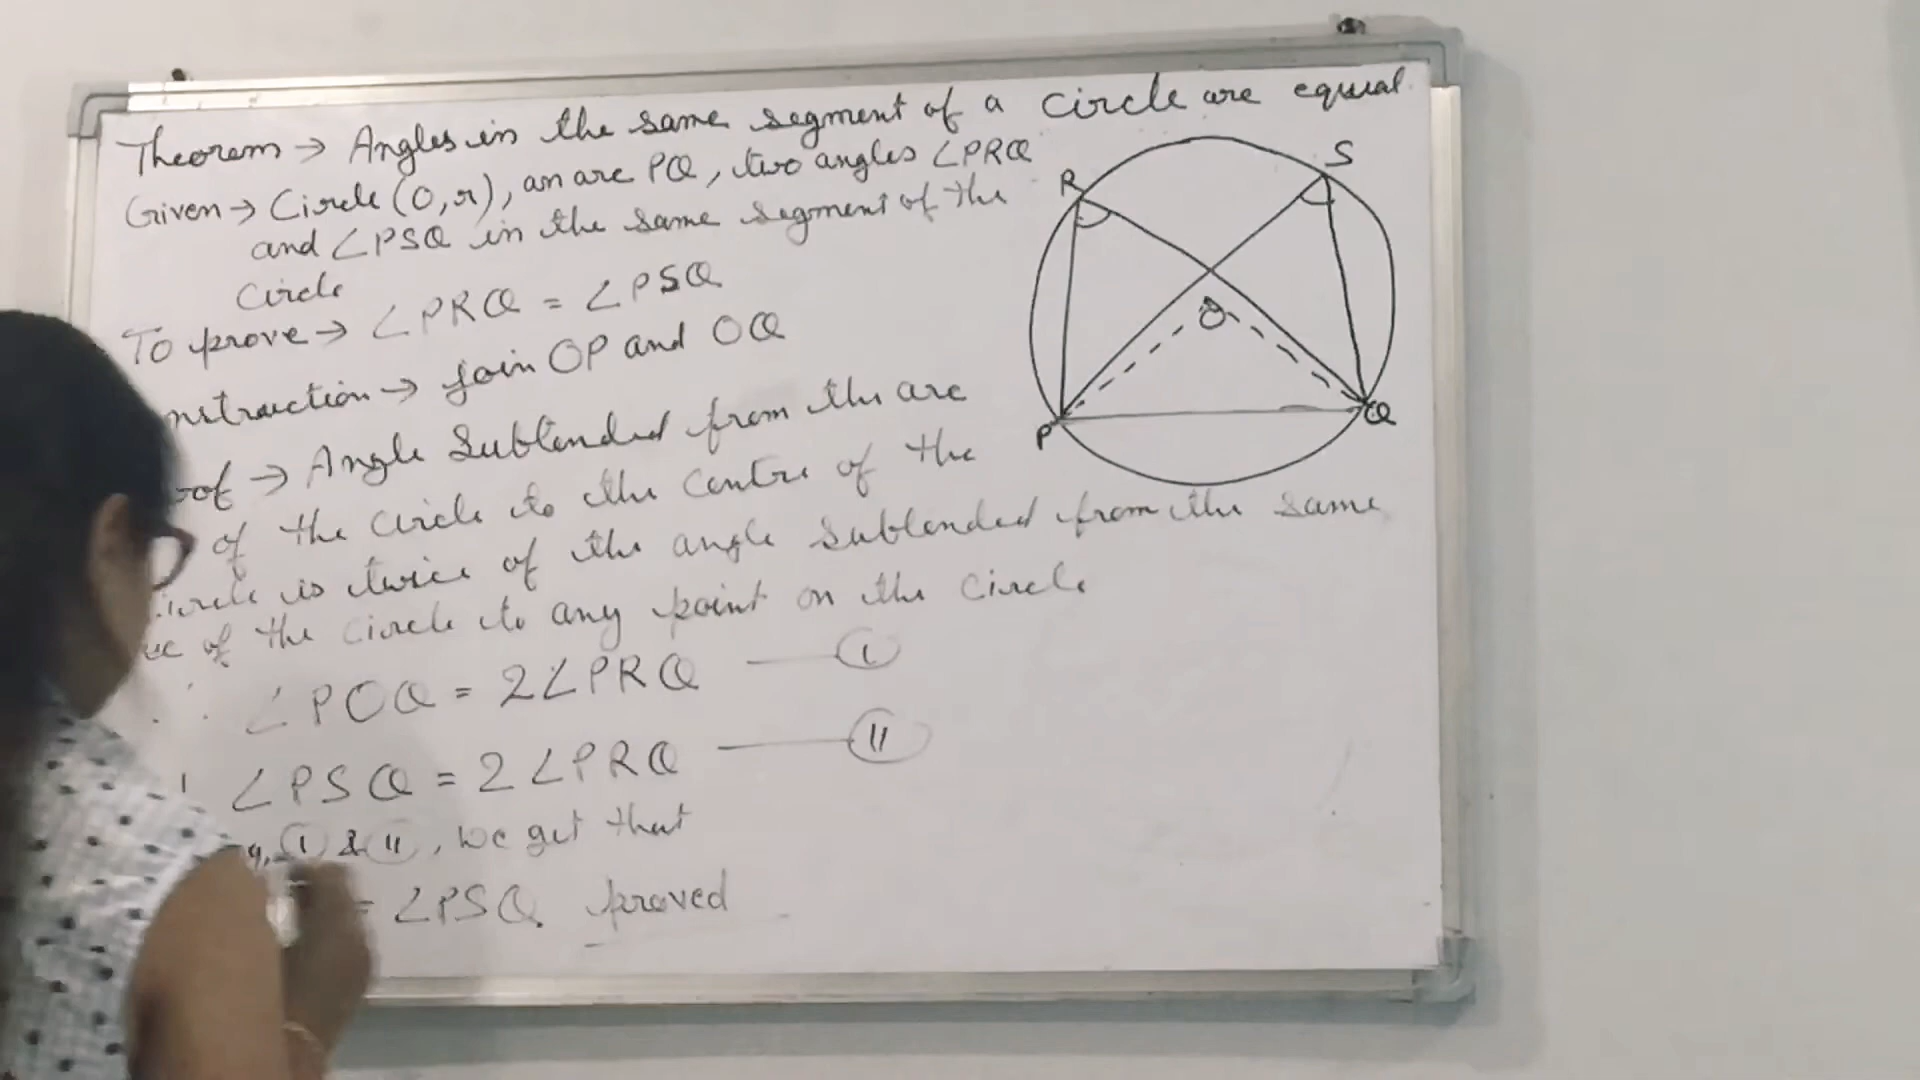 Theorem → Angles in the same segment of a circle are equal.
Given → Circle (O,r), an arc PQ, two angles ∠PRQ
and ∠PSQ in the same segment of the
circle
To prove → ∠PRQ = ∠PSQ
nstruction → join OP and OQ
oof → Angle Subtended from the arc
of the circle to the centre of the
ircle is twice of the angle subtended from the same
of the circle to any point on the circle
∴ ∠POQ = 2∠PRQ — I
∠PSQ = 2∠PRQ — II
I & II, we get that
= ∠PSQ. proved
R
S
O
P
Q